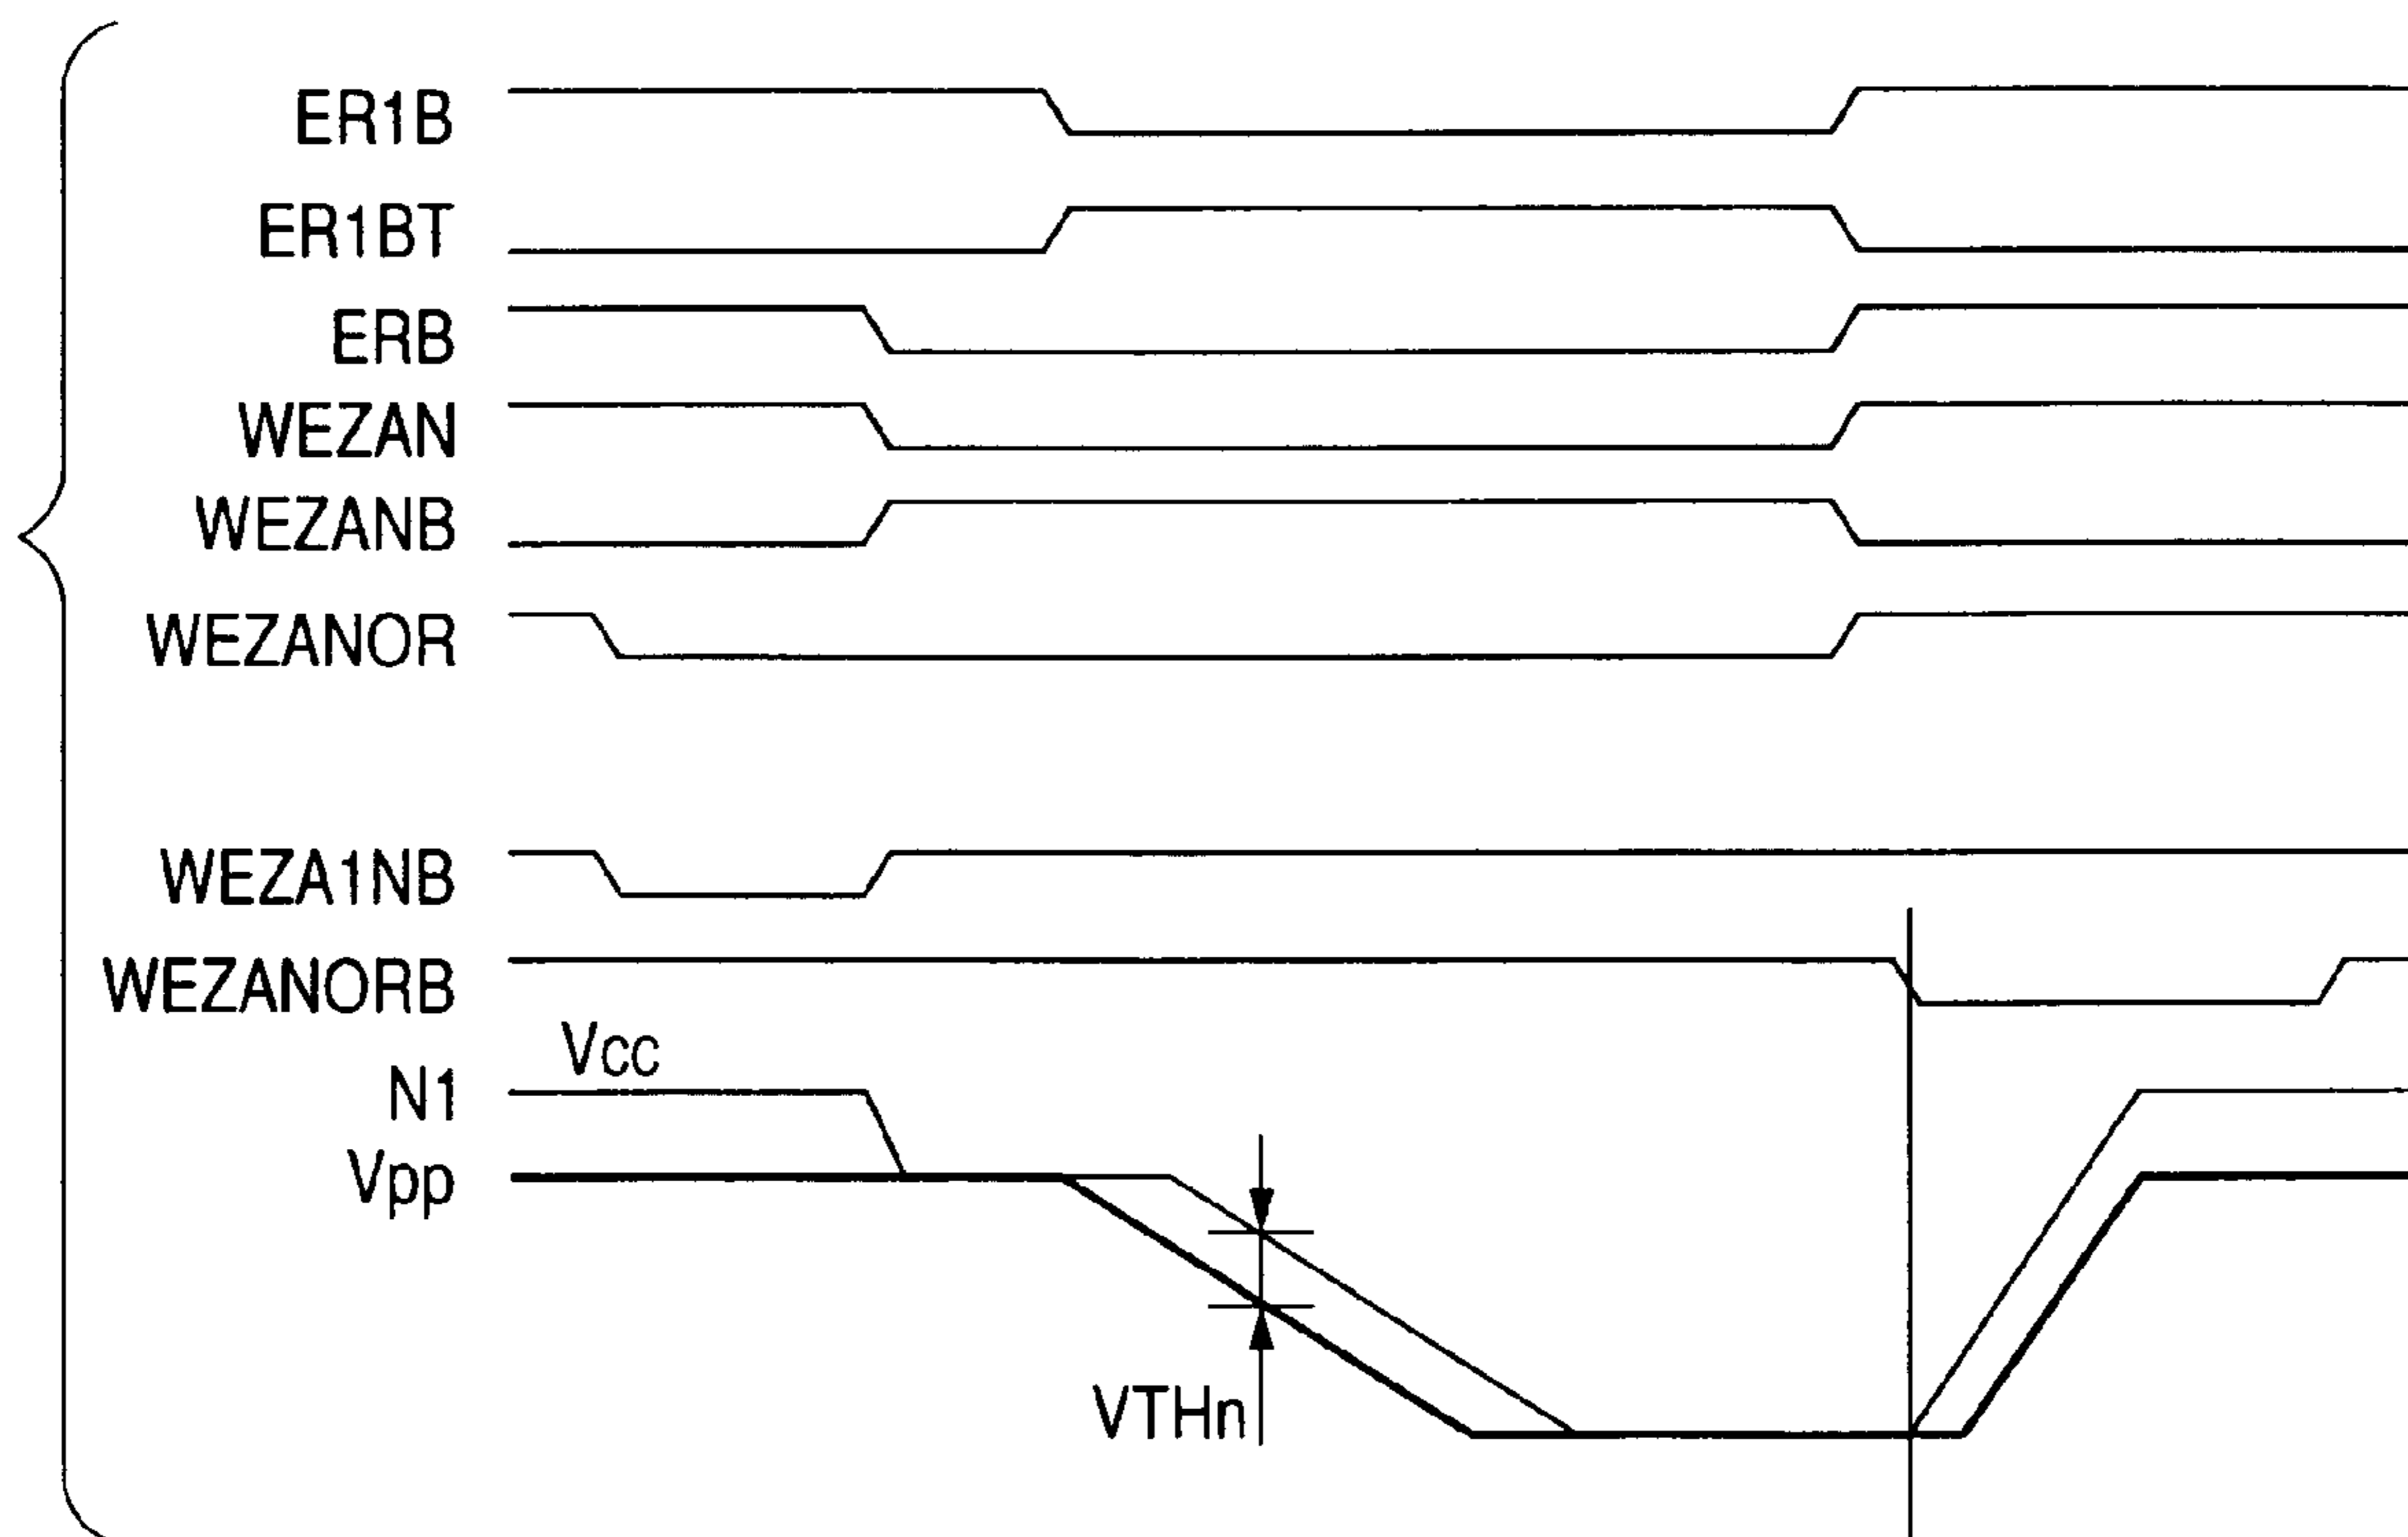 ER1B
ER1BT
ERB
WEZAN
WEZANB
WEZANOR
WEZA1NB
WEZANORB
Vcc
N1
Vpp
VTHn